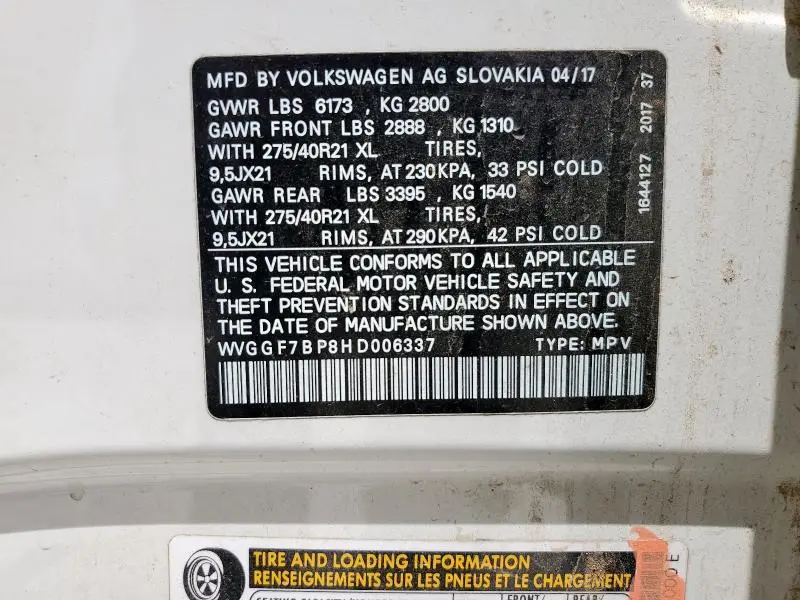 MFD BY VOLKSWAGEN AG SLOVAKIA 04/17
GVWR LBS 6173 , KG 2800
GAWR FRONT LBS 2888 , KG 1310
WITH 275/40R21 XL TIRES,
9,5JX21 RIMS, AT 230KPA, 33 PSI COLD
GAWR REAR LBS 3395 , KG 1540
WITH 275/40R21 XL TIRES,
9,5JX21 RIMS, AT 290KPA, 42 PSI COLD
THIS VEHICLE CONFORMS TO ALL APPLICABLE
U. S. FEDERAL MOTOR VEHICLE SAFETY AND
THEFT PREVENTION STANDARDS IN EFFECT ON
THE DATE OF MANUFACTURE SHOWN ABOVE.
WVGGF7BP8HD006337 TYPE: MPV
1644127 2017 37
TIRE AND LOADING INFORMATION
RENSEIGNEMENTS SUR LES PNEUS ET LE CHARGEMENT
FRONT/ REAR/